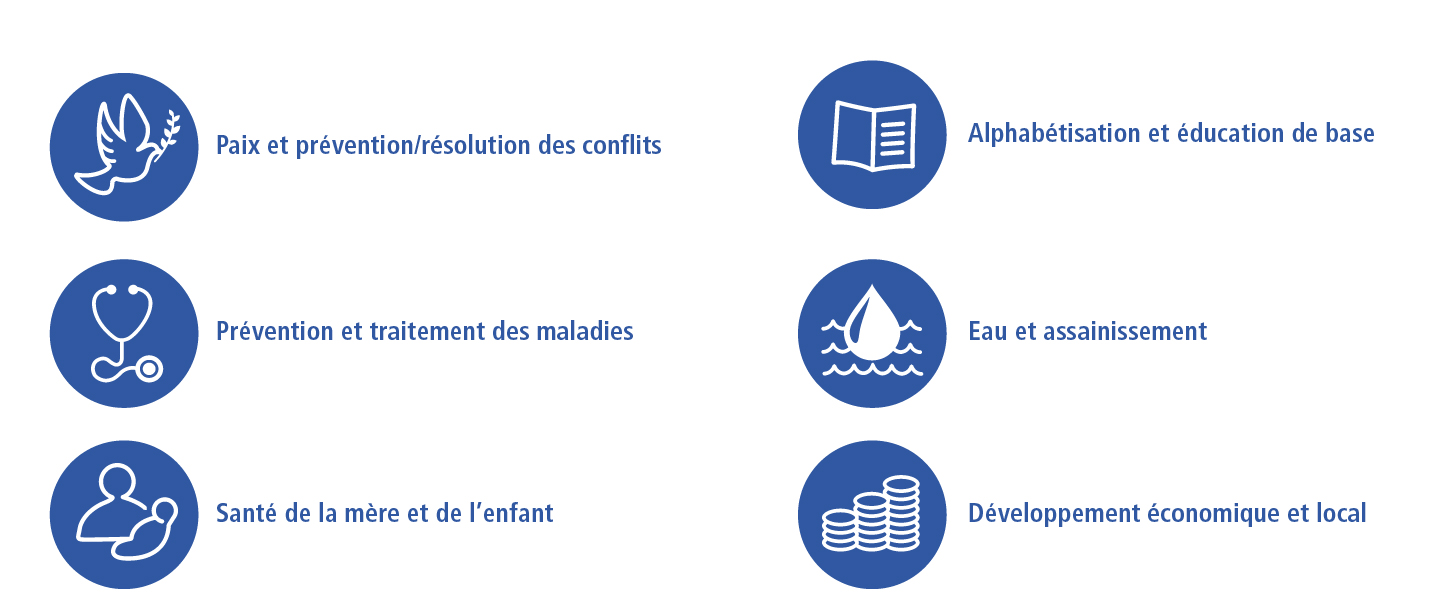 Paix et prévention/résolution des conflits
Alphabétisation et éducation de base
Prévention et traitement des maladies
Eau et assainissement
Santé de la mère et de l’enfant
Développement économique et local